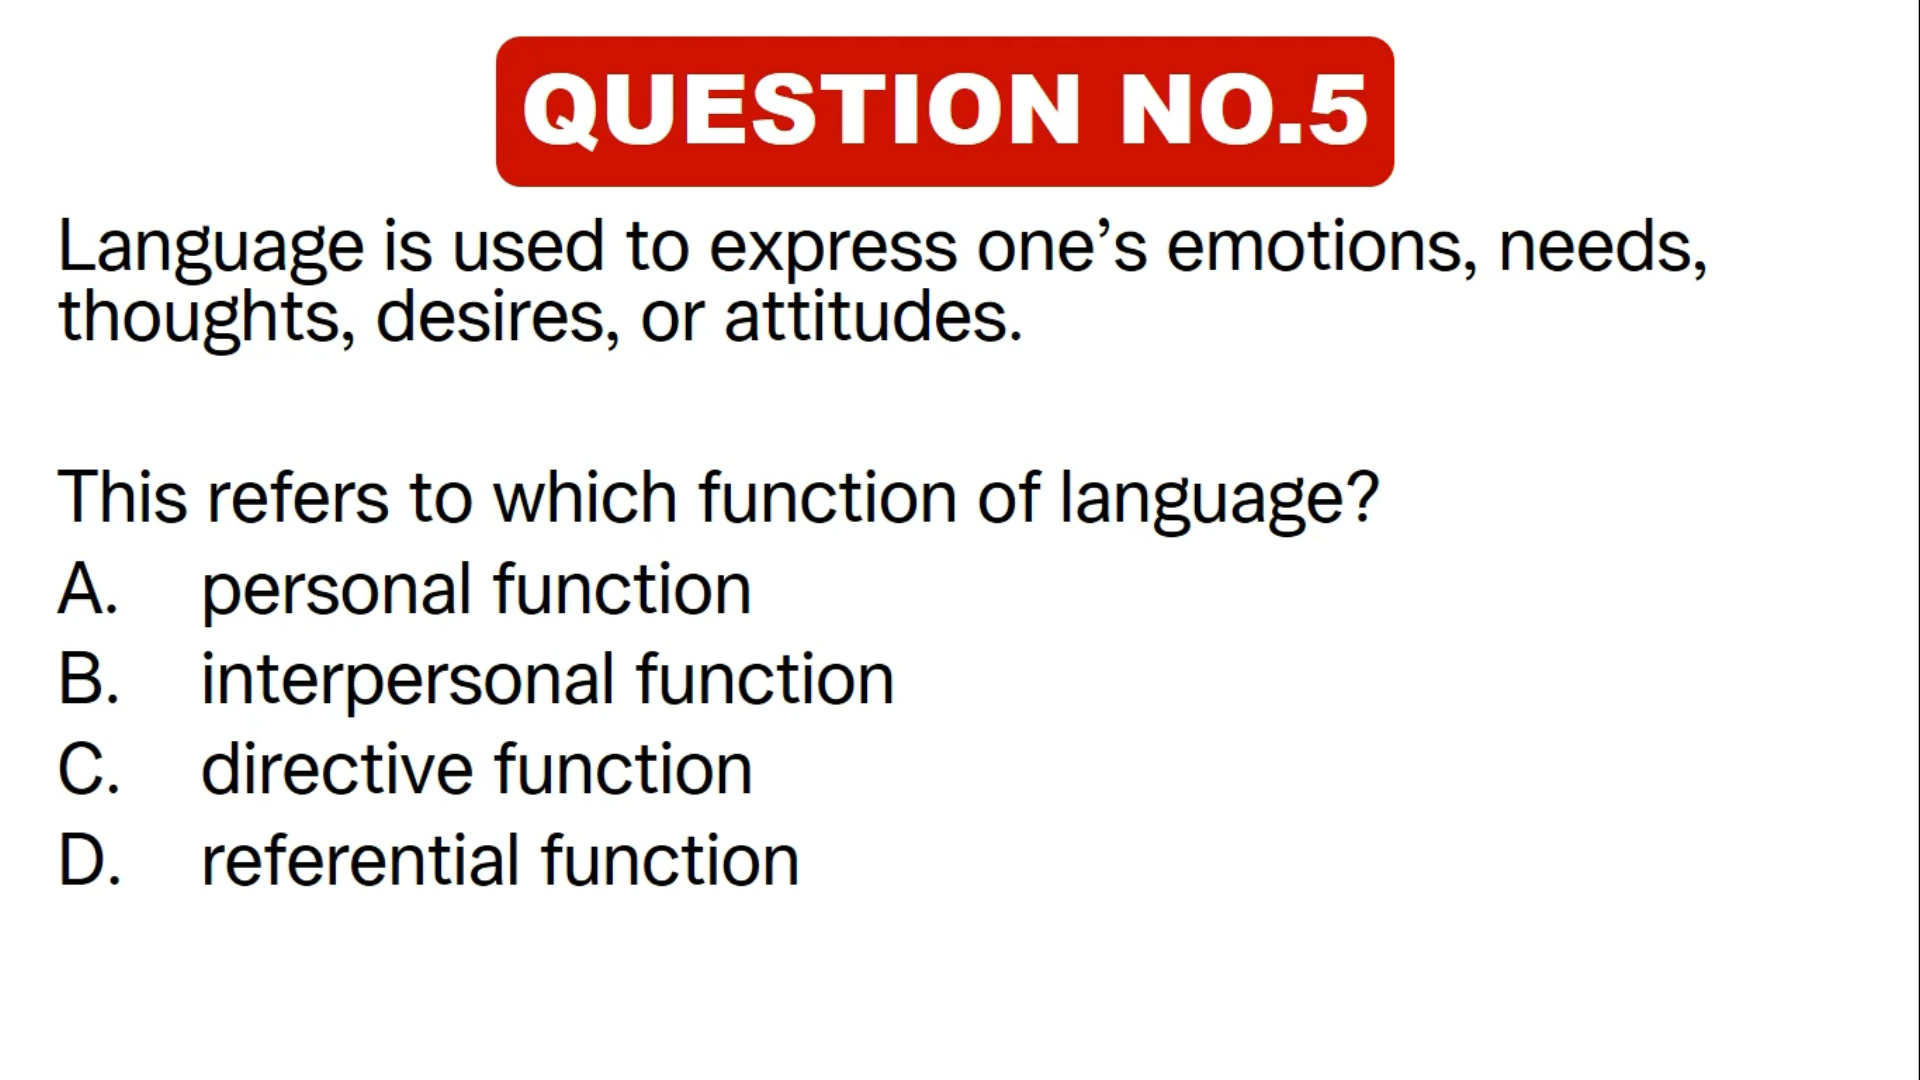 QUESTION NO.5
Language is used to express one’s emotions, needs,
thoughts, desires, or attitudes.
This refers to which function of language?
A. personal function
B. interpersonal function
C. directive function
D. referential function